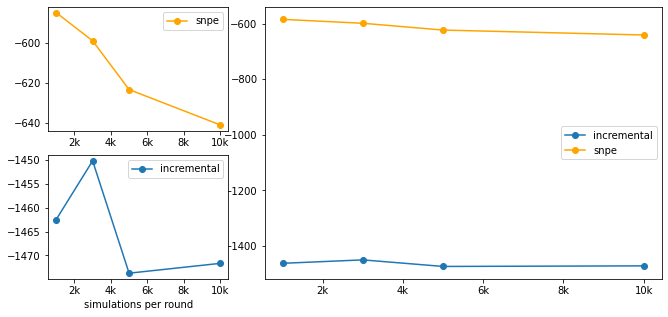 snpe
−600
−620
−640
2k 4k 6k 8k 10k
incremental
−1450
−1455
−1460
−1465
−1470
2k 4k 6k 8k 10k
simulations per round
−600
−800
−1000
−1200
−1400
incremental
snpe
2k 4k 6k 8k 10k